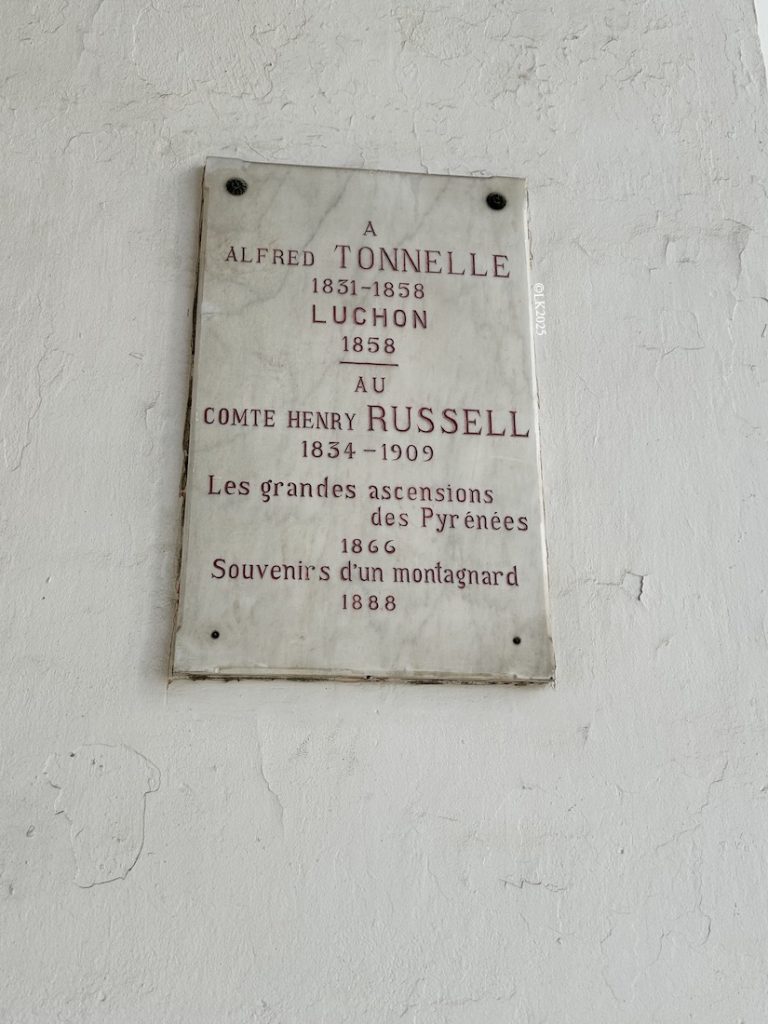 A
ALFRED TONNELLE
1831-1858
LUCHON
1858
AU
COMTE HENRY RUSSELL
1834-1909
Les grandes ascensions
des Pyrénées
1866
Souvenirs d'un montagnard
1888
©LK2025